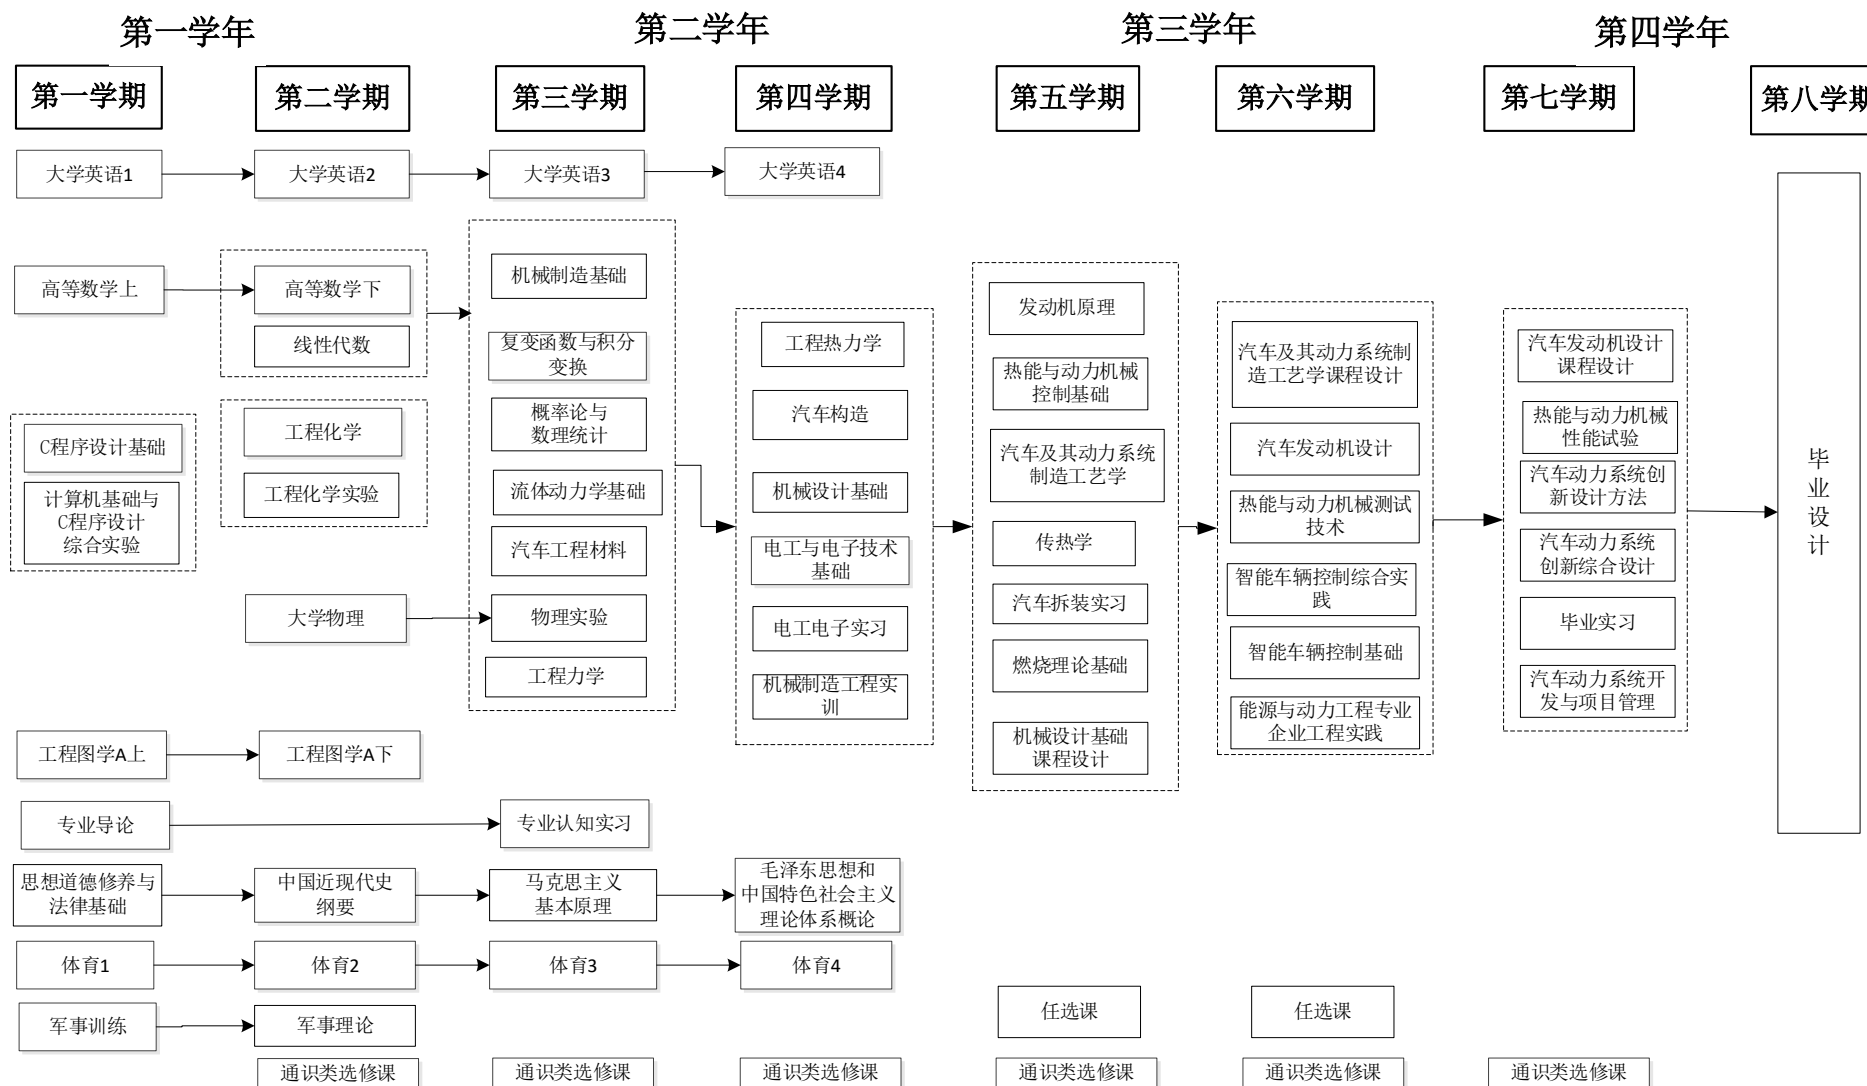 第一学年
第二学年
第三学年
第四学年
第一学期
第二学期
第三学期
第四学期
第五学期
第六学期
第七学期
第八学期
大学英语1
大学英语2
大学英语3
大学英语4
高等数学上
高等数学下
线性代数
C程序设计基础
计算机基础与
C程序设计
综合实验
工程化学
工程化学实验
大学物理
机械制造基础
复变函数与积分
变换
概率论与
数理统计
流体动力学基础
汽车工程材料
物理实验
工程力学
工程热力学
汽车构造
机械设计基础
电工与电子技术
基础
电工电子实习
机械制造工程实
训
发动机原理
热能与动力机械
控制基础
汽车及其动力系统
制造工艺学
传热学
汽车拆装实习
燃烧理论基础
机械设计基础
课程设计
汽车及其动力系统制
造工艺学课程设计
汽车发动机设计
热能与动力机械测试
技术
智能车辆控制综合实
践
智能车辆控制基础
能源与动力工程专业
企业工程实践
汽车发动机设计
课程设计
热能与动力机械
性能试验
汽车动力系统创
新设计方法
汽车动力系统
创新综合设计
毕业实习
汽车动力系统开
发与项目管理
毕
业
设
计
工程图学A上
工程图学A下
专业导论
专业认知实习
思想道德修养与
法律基础
中国近现代史
纲要
马克思主义
基本原理
毛泽东思想和
中国特色社会主义
理论体系概论
体育1
体育2
体育3
体育4
军事训练
军事理论
任选课
任选课
通识类选修课
通识类选修课
通识类选修课
通识类选修课
通识类选修课
通识类选修课